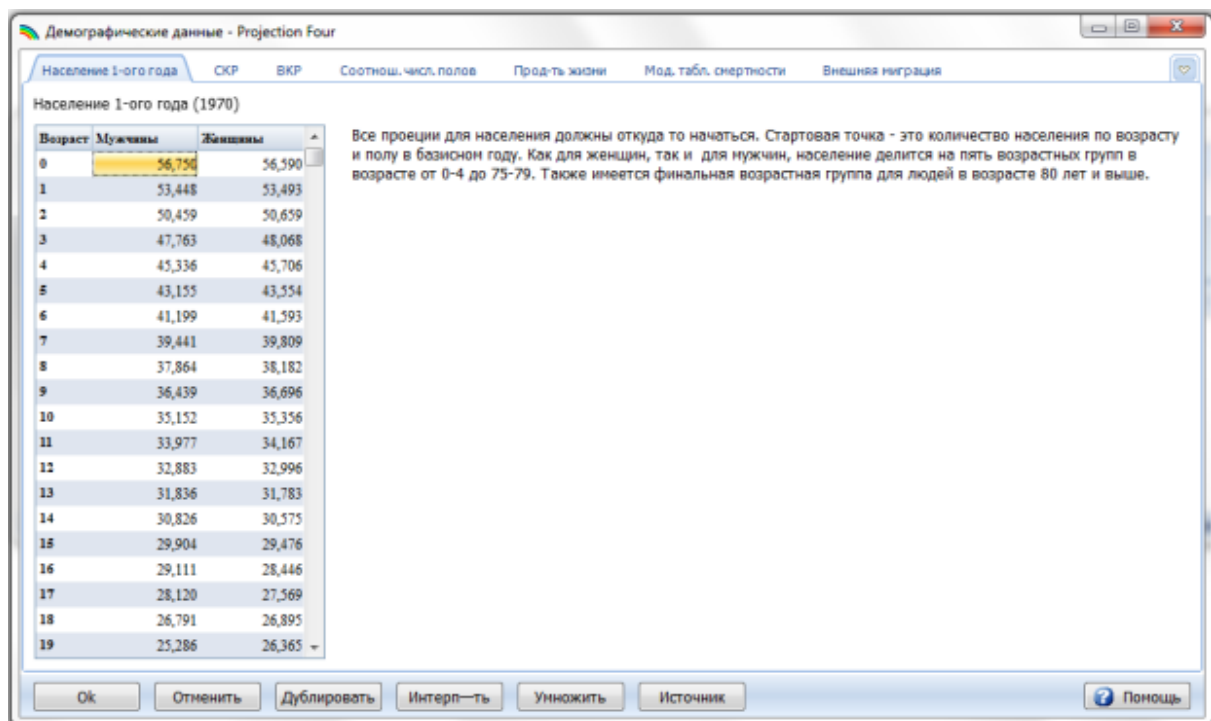 Демографические данные - Projection Four
Население 1-ого года СКР ВКР Соотнош. числ. полов Прод-ть жизни Мод. табл. смертности Внешняя миграция
Население 1-ого года (1970)
Возраст Мужчины Женщины
0 56,750 56,590
1 53,448 53,493
2 50,459 50,659
3 47,763 48,068
4 45,336 45,706
5 43,155 43,554
6 41,199 41,593
7 39,441 39,809
8 37,864 38,182
9 36,439 36,696
10 35,152 35,356
11 33,977 34,167
12 32,883 32,996
13 31,836 31,783
14 30,826 30,575
15 29,904 29,476
16 29,111 28,446
17 28,120 27,569
18 26,791 26,895
19 25,286 26,365
Все проеции для населения должны откуда то начаться. Стартовая точка - это количество населения по возрасту
и полу в базисном году. Как для женщин, так и для мужчин, население делится на пять возрастных групп в
возрасте от 0-4 до 75-79. Также имеется финальная возрастная группа для людей в возрасте 80 лет и выше.
Ok Отменить Дублировать Интерп—ть Умножить Источник Помощь